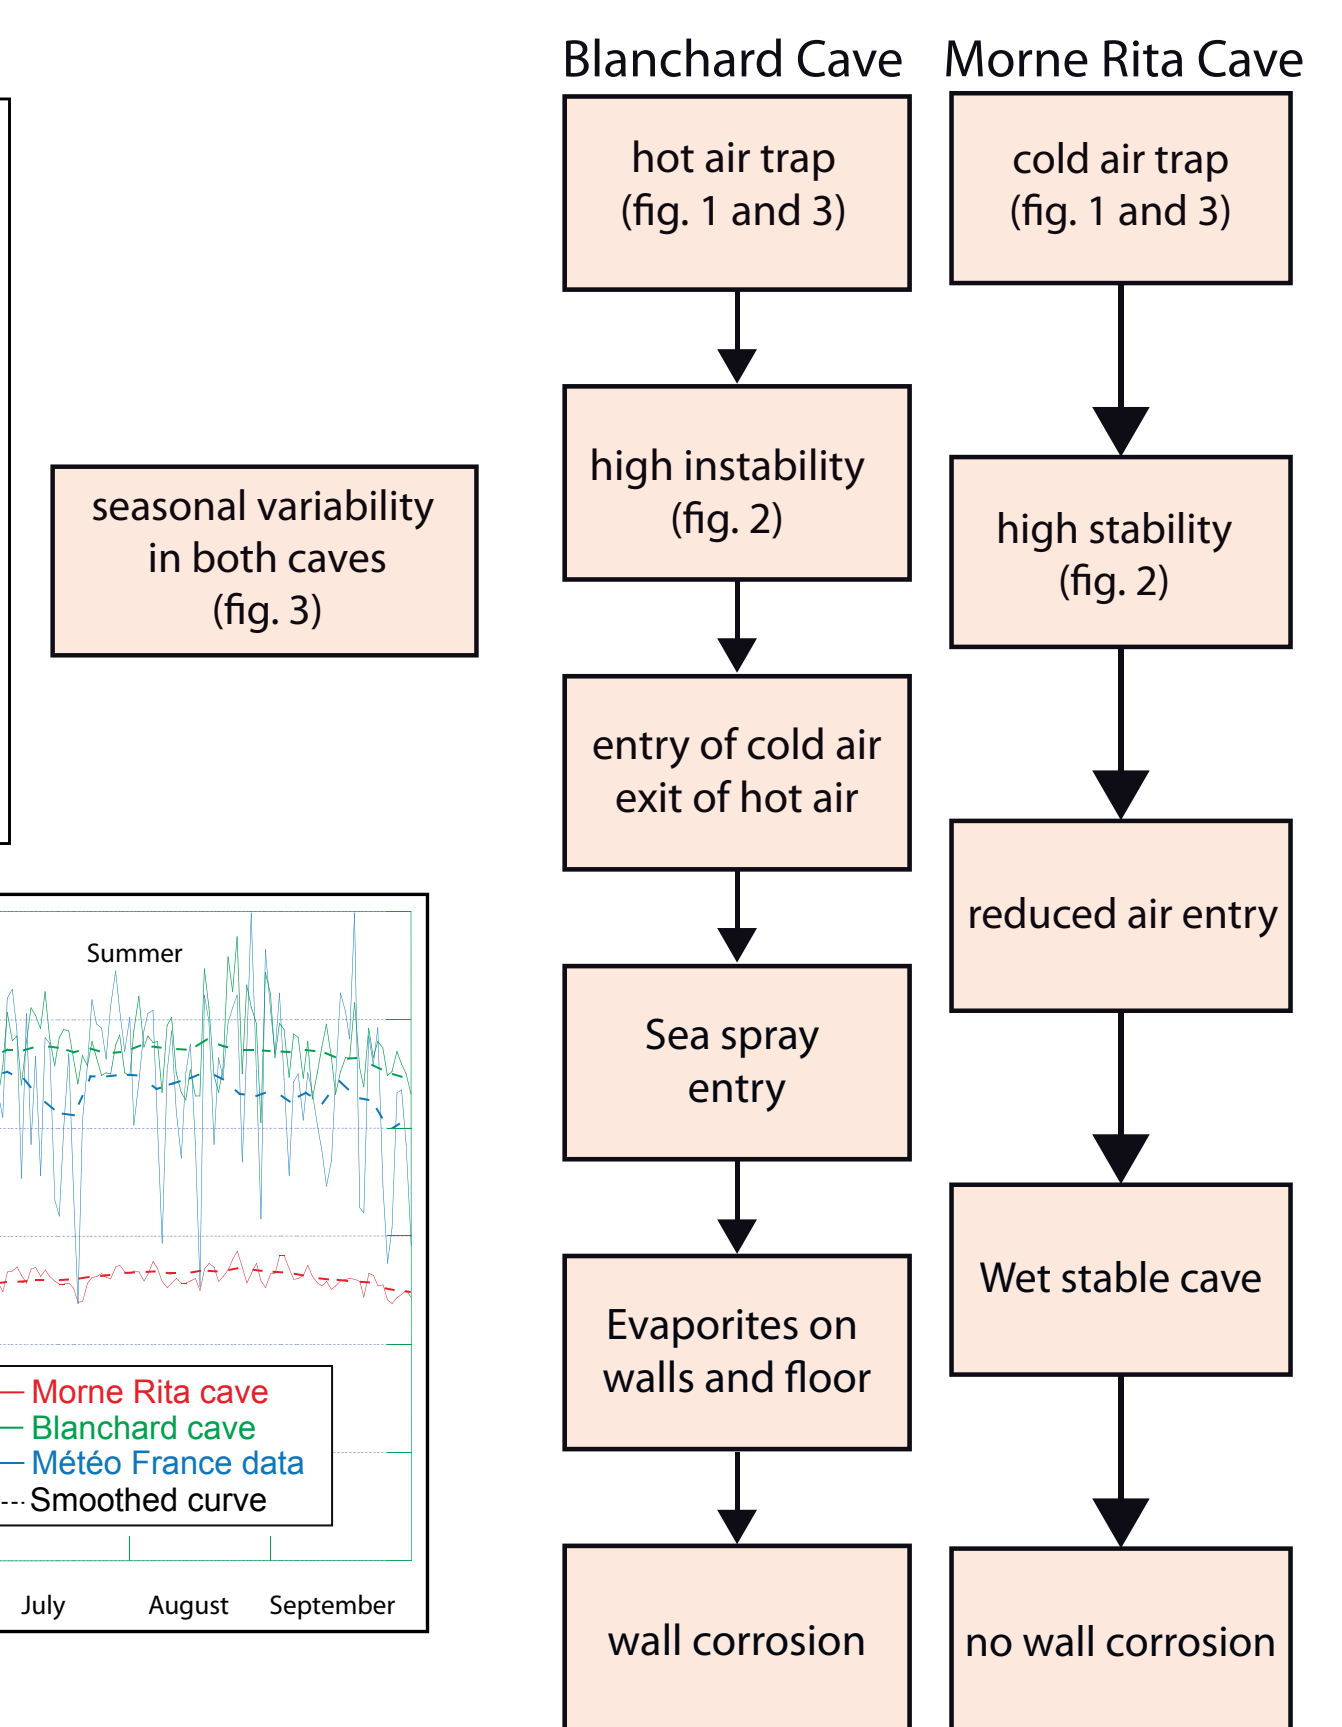 Blanchard Cave
hot air trap
(fig. 1 and 3)
high instability
(fig. 2)
entry of cold air
exit of hot air
Sea spray
entry
Evaporites on
walls and floor
wall corrosion
Morne Rita Cave
cold air trap
(fig. 1 and 3)
high stability
(fig. 2)
reduced air entry
Wet stable cave
no wall corrosion
seasonal variability
in both caves
(fig. 3)
Summer
Morne Rita cave
Blanchard cave
Météo France data
Smoothed curve
July August September